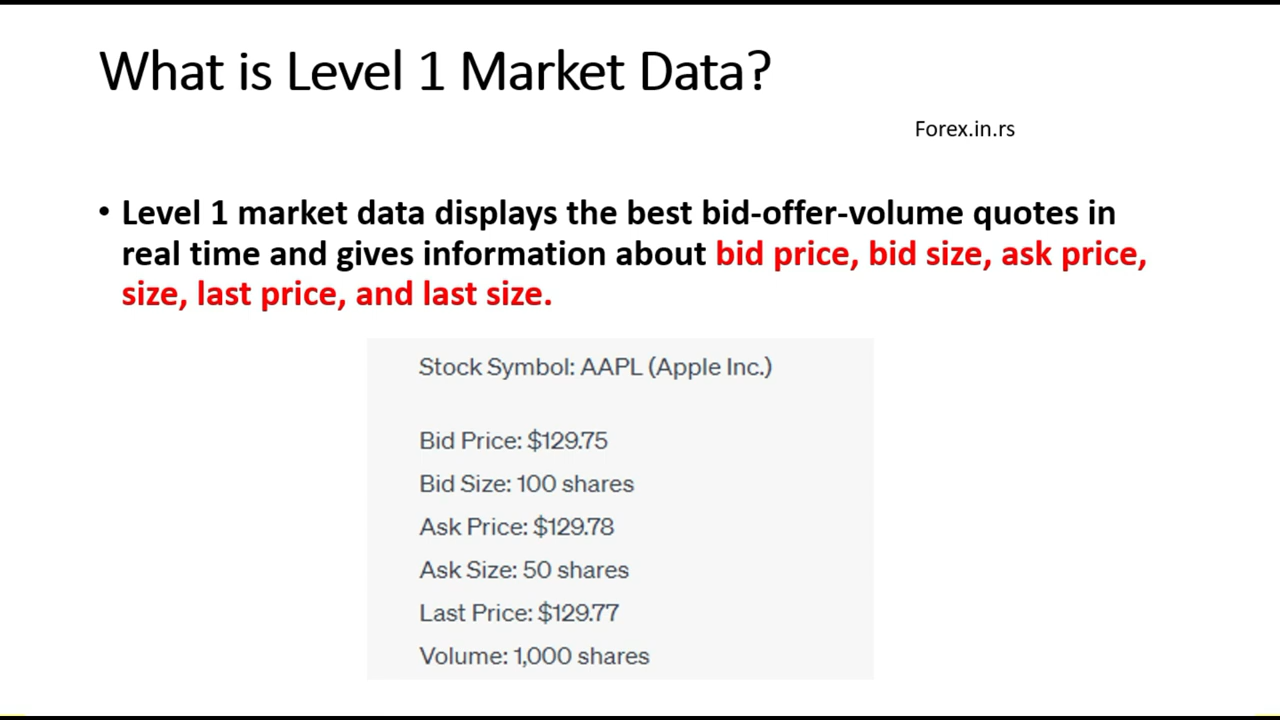 What is Level 1 Market Data?
Forex.in.rs
• Level 1 market data displays the best bid-offer-volume quotes in
real time and gives information about bid price, bid size, ask price,
size, last price, and last size.
Stock Symbol: AAPL (Apple Inc.)
Bid Price: $129.75
Bid Size: 100 shares
Ask Price: $129.78
Ask Size: 50 shares
Last Price: $129.77
Volume: 1,000 shares